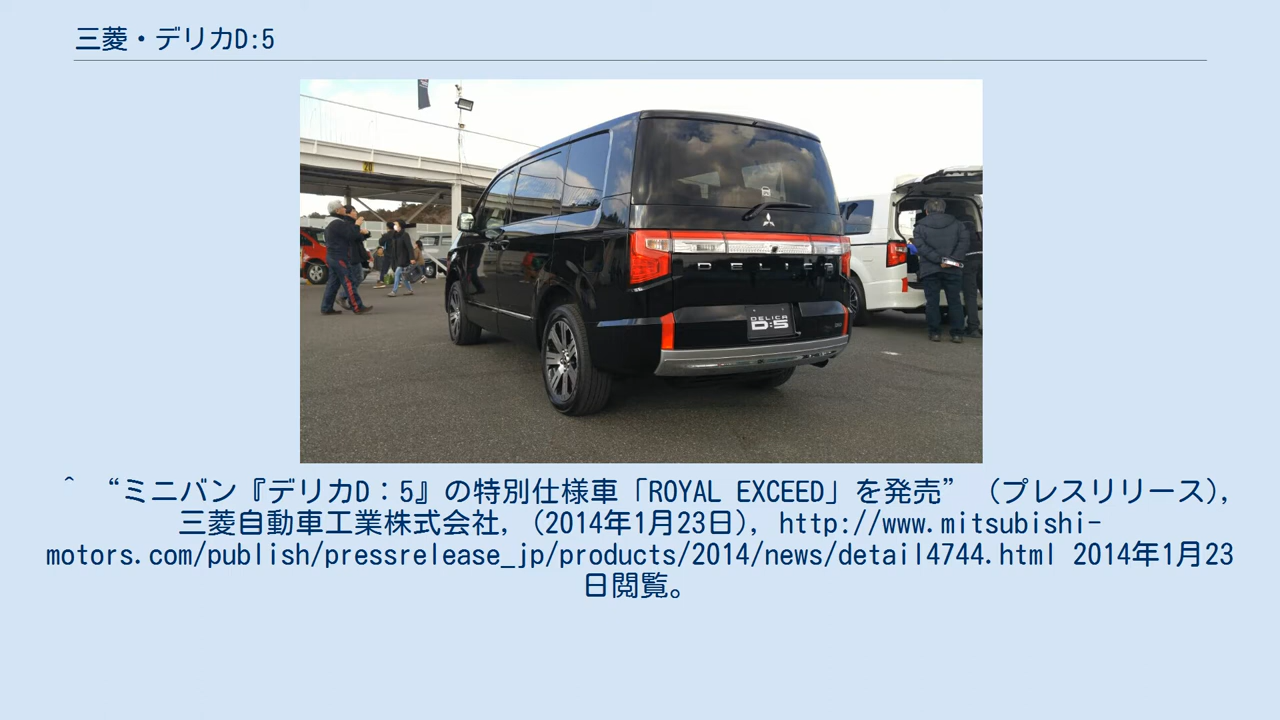 三菱・デリカD:5
20
DELICA
DELICA
D:5
^ “ミニバン『デリカD：5』の特別仕様車「ROYAL EXCEED」を発売” (プレスリリース),
三菱自動車工業株式会社, (2014年1月23日), http://www.mitsubishi-
motors.com/publish/pressrelease_jp/products/2014/news/detail4744.html 2014年1月23
日閲覧。